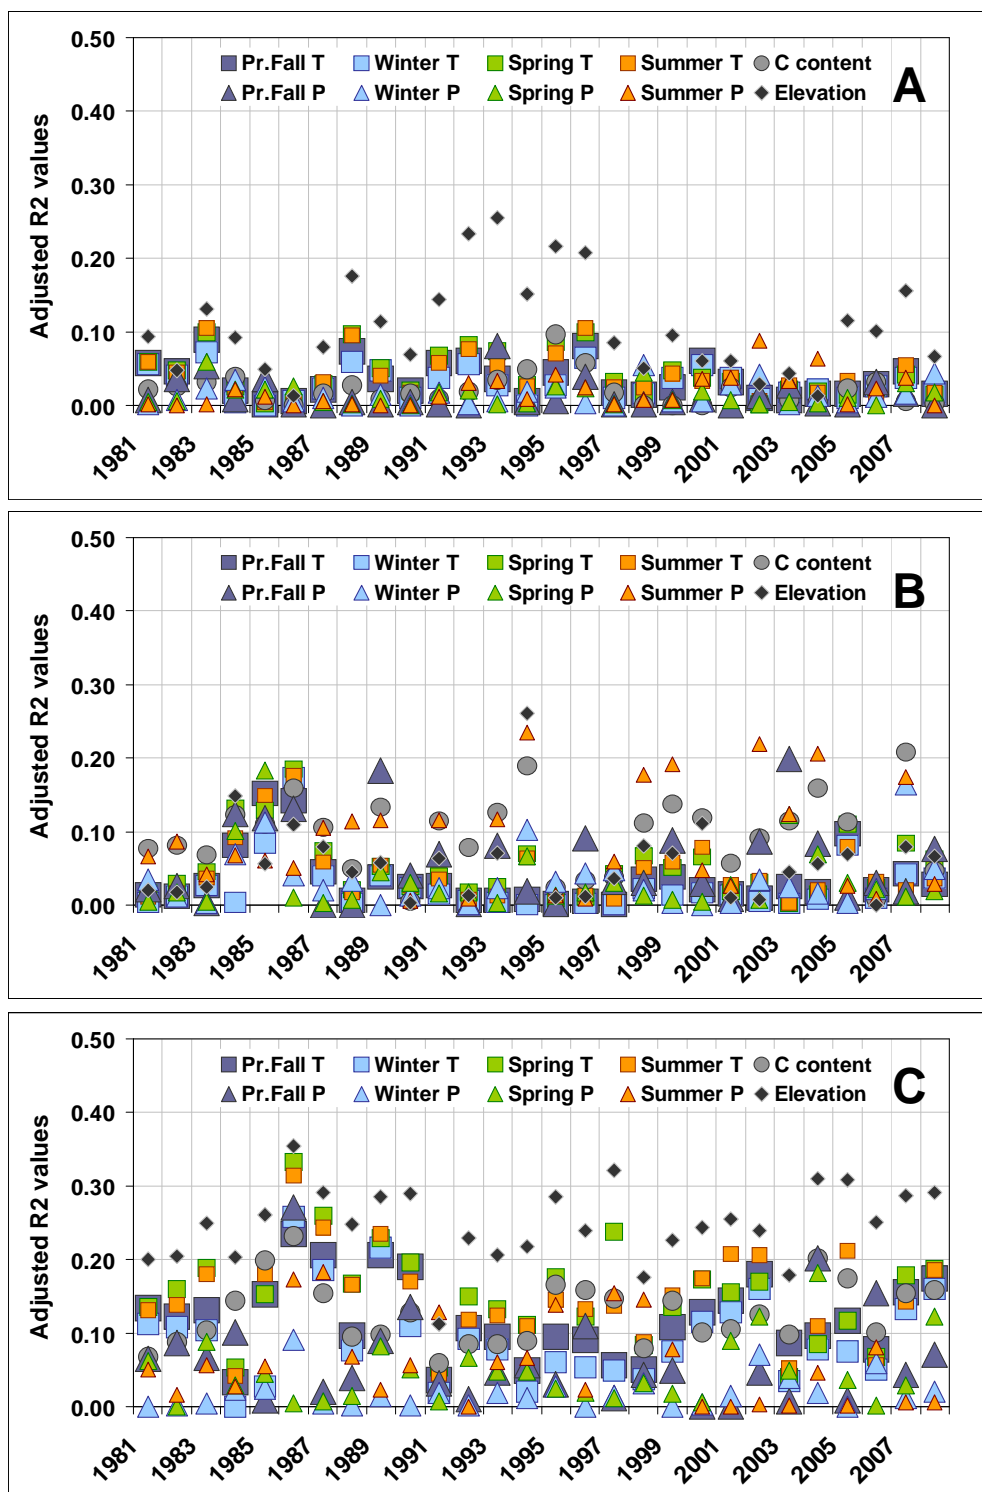 0.50
Pr.Fall T Winter T Spring T Summer T C content
Pr.Fall P Winter P Spring P Summer P Elevation
A
0.40
0.30
0.20
0.10
0.00
Adjusted R2 values
1981 1983 1985 1987 1989 1991 1993 1995 1997 1999 2001 2003 2005 2007
0.50
Pr.Fall T Winter T Spring T Summer T C content
Pr.Fall P Winter P Spring P Summer P Elevation
B
0.40
0.30
0.20
0.10
0.00
Adjusted R2 values
1981 1983 1985 1987 1989 1991 1993 1995 1997 1999 2001 2003 2005 2007
0.50
Pr.Fall T Winter T Spring T Summer T C content
Pr.Fall P Winter P Spring P Summer P Elevation
C
0.40
0.30
0.20
0.10
0.00
Adjusted R2 values
1981 1983 1985 1987 1989 1991 1993 1995 1997 1999 2001 2003 2005 2007